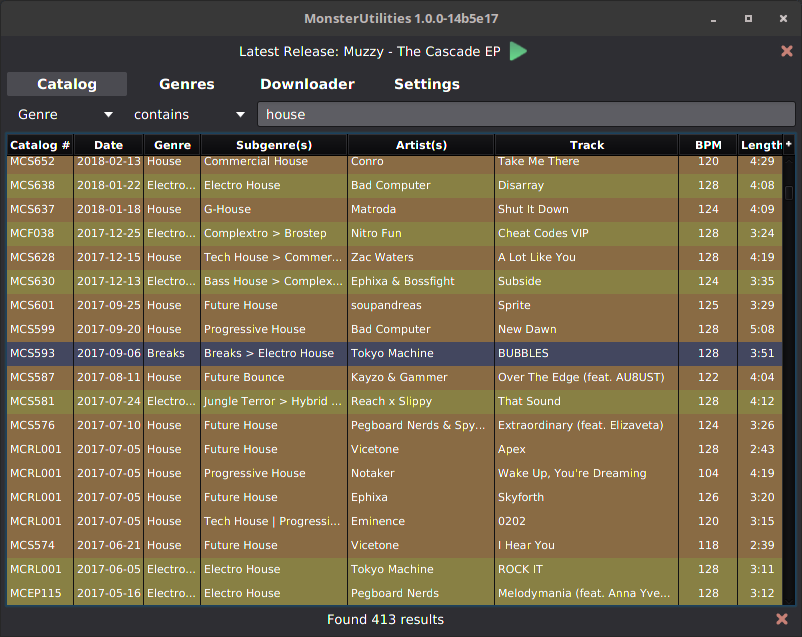 MonsterUtilities 1.0.0-14b5e17
Latest Release: Muzzy - The Cascade EP
Catalog Genres Downloader Settings
Genre contains house
Catalog # Date Genre Subgenre(s) Artist(s) Track BPM Length +
MCS652 2018-02-13 House Commercial House Conro Take Me There 120 4:29
MCS638 2018-01-22 Electro... Electro House Bad Computer Disarray 128 4:08
MCS637 2018-01-18 House G-House Matroda Shut It Down 124 4:09
MCF038 2017-12-25 Electro... Complextro > Brostep Nitro Fun Cheat Codes VIP 128 3:24
MCS628 2017-12-15 House Tech House > Commer... Zac Waters A Lot Like You 128 4:19
MCS630 2017-12-13 Electro... Bass House > Complex... Ephixa & Bossfight Subside 124 3:35
MCS601 2017-09-25 House Future House soupandreas Sprite 125 3:29
MCS599 2017-09-20 House Progressive House Bad Computer New Dawn 128 5:08
MCS593 2017-09-06 Breaks Breaks > Electro House Tokyo Machine BUBBLES 128 3:51
MCS587 2017-08-11 House Future Bounce Kayzo & Gammer Over The Edge (feat. AU8UST) 122 4:04
MCS581 2017-07-24 Electro... Jungle Terror > Hybrid ... Reach x Slippy That Sound 128 4:12
MCS576 2017-07-10 House Future House Pegboard Nerds & Spy... Extraordinary (feat. Elizaveta) 124 3:26
MCRL001 2017-07-05 House Future House Vicetone Apex 128 2:43
MCRL001 2017-07-05 House Progressive House Notaker Wake Up, You're Dreaming 104 4:19
MCRL001 2017-07-05 House Future House Ephixa Skyforth 126 3:20
MCRL001 2017-07-05 House Tech House | Progressi... Eminence 0202 120 3:15
MCS574 2017-06-21 House Future House Vicetone I Hear You 118 2:39
MCRL001 2017-06-05 Electro... Electro House Tokyo Machine ROCK IT 128 3:11
MCEP115 2017-05-16 Electro... Electro House Pegboard Nerds Melodymania (feat. Anna Yve... 128 3:12
Found 413 results